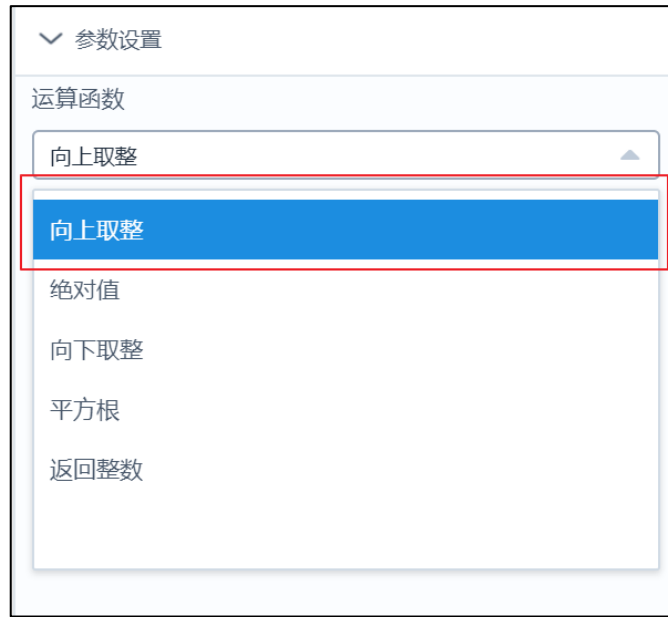 参数设置
运算函数
向上取整
向上取整
绝对值
向下取整
平方根
返回整数